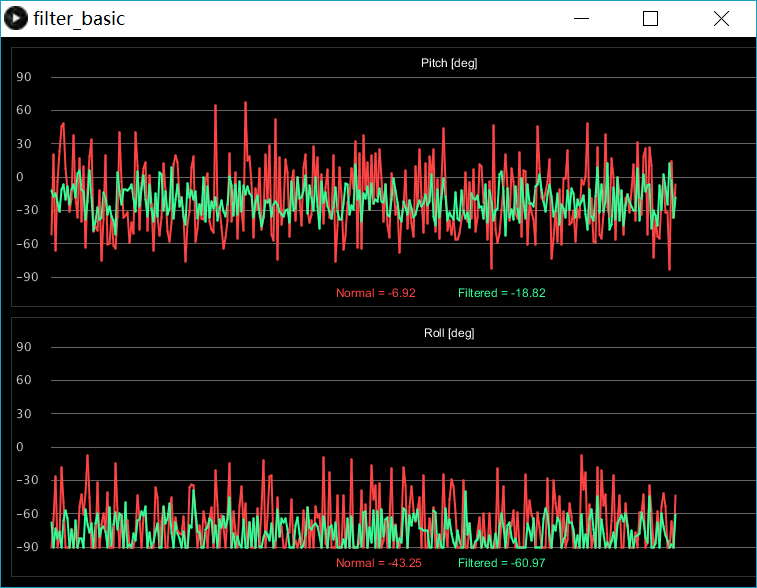 filter_basic
Pitch [deg]
90
60
30
0
-30
-60
-90
Normal = -6.92 Filtered = -18.82
Roll [deg]
90
60
30
0
-30
-60
-90
Normal = -43.25 Filtered = -60.97